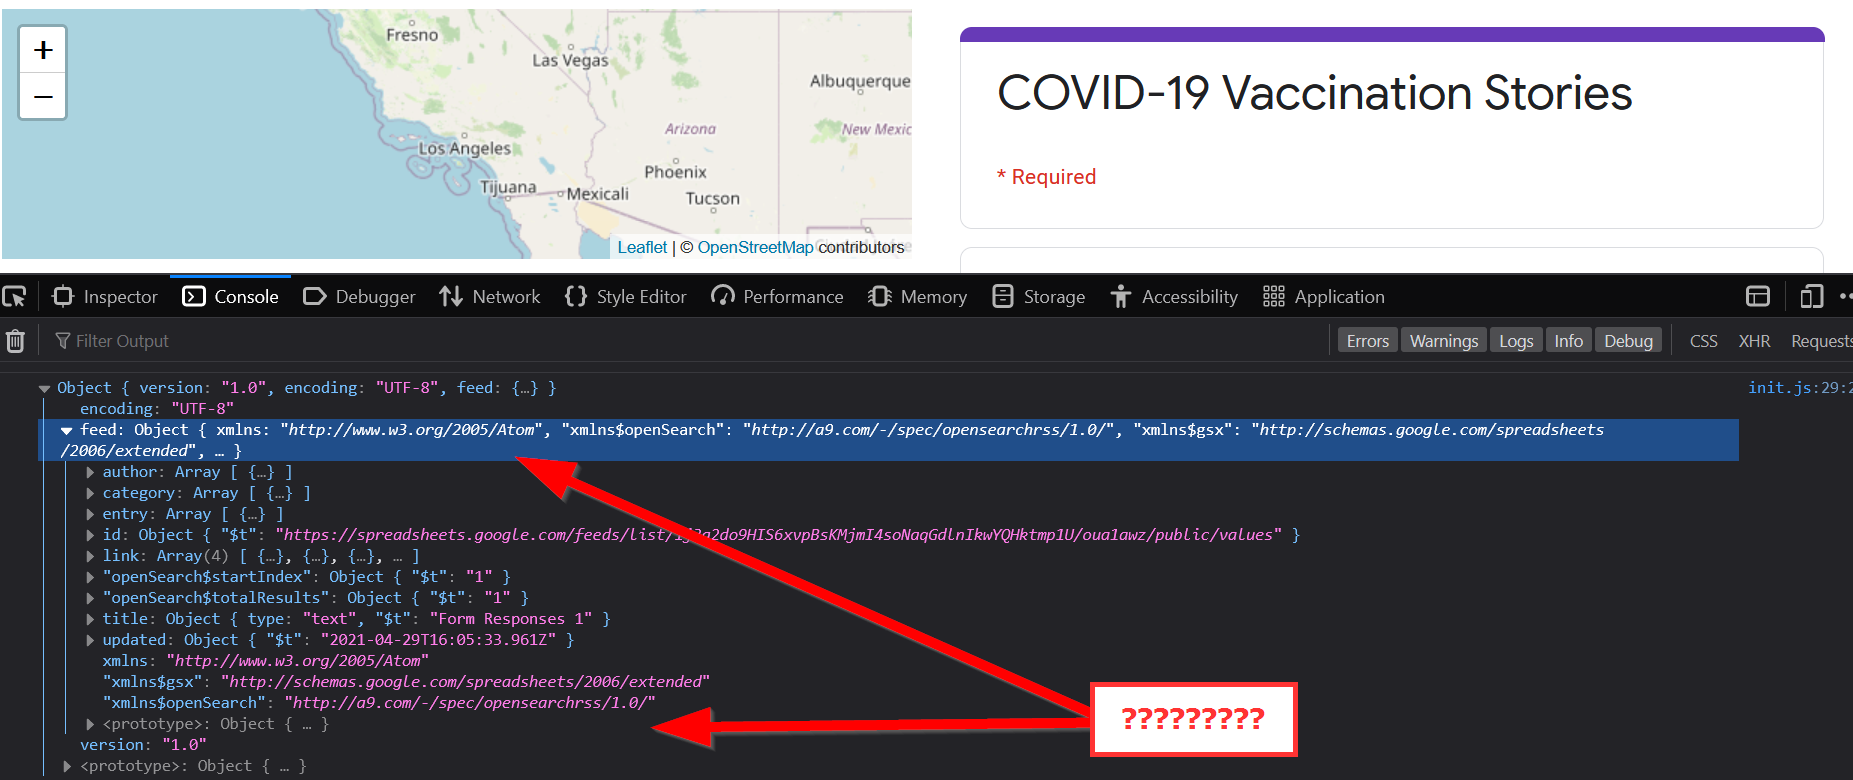 +
−
Fresno
Las Vegas
Albuquerque
Arizona
New Mexic
Los Angeles
Phoenix
Tijuana
Mexicali
Tucson
Leaflet | © OpenStreetMap contributors
COVID-19 Vaccination Stories
* Required
Inspector Console Debugger Network Style Editor Performance Memory Storage Accessibility Application
Filter Output Errors Warnings Logs Info Debug CSS XHR Requests
Object { version: "1.0", encoding: "UTF-8", feed: {…} } init.js:29:2
encoding: "UTF-8"
feed: Object { xmlns: "http://www.w3.org/2005/Atom", "xmlns$openSearch": "http://a9.com/-/spec/opensearchrss/1.0/", "xmlns$gsx": "http://schemas.google.com/spreadsheets
/2006/extended", … }
author: Array [ {…} ]
category: Array [ {…} ]
entry: Array [ {…} ]
id: Object { "$t": "https://spreadsheets.google.com/feeds/list/
link: Array(4) [ {…}, {…}, {…}, … ]
"openSearch$startIndex": Object { "$t": "1" }
"openSearch$totalResults": Object { "$t": "1" }
title: Object { type: "text", "$t": "Form Responses 1" }
updated: Object { "$t": "2021-04-29T16:05:33.961Z" }
xmlns: "http://www.w3.org/2005/Atom"
"xmlns$gsx": "http://schemas.google.com/spreadsheets/2006/extended"
"xmlns$openSearch": "http://a9.com/-/spec/opensearchrss/1.0/"
<prototype>: Object { … }
?????????
version: "1.0"
<prototype>: Object { … }